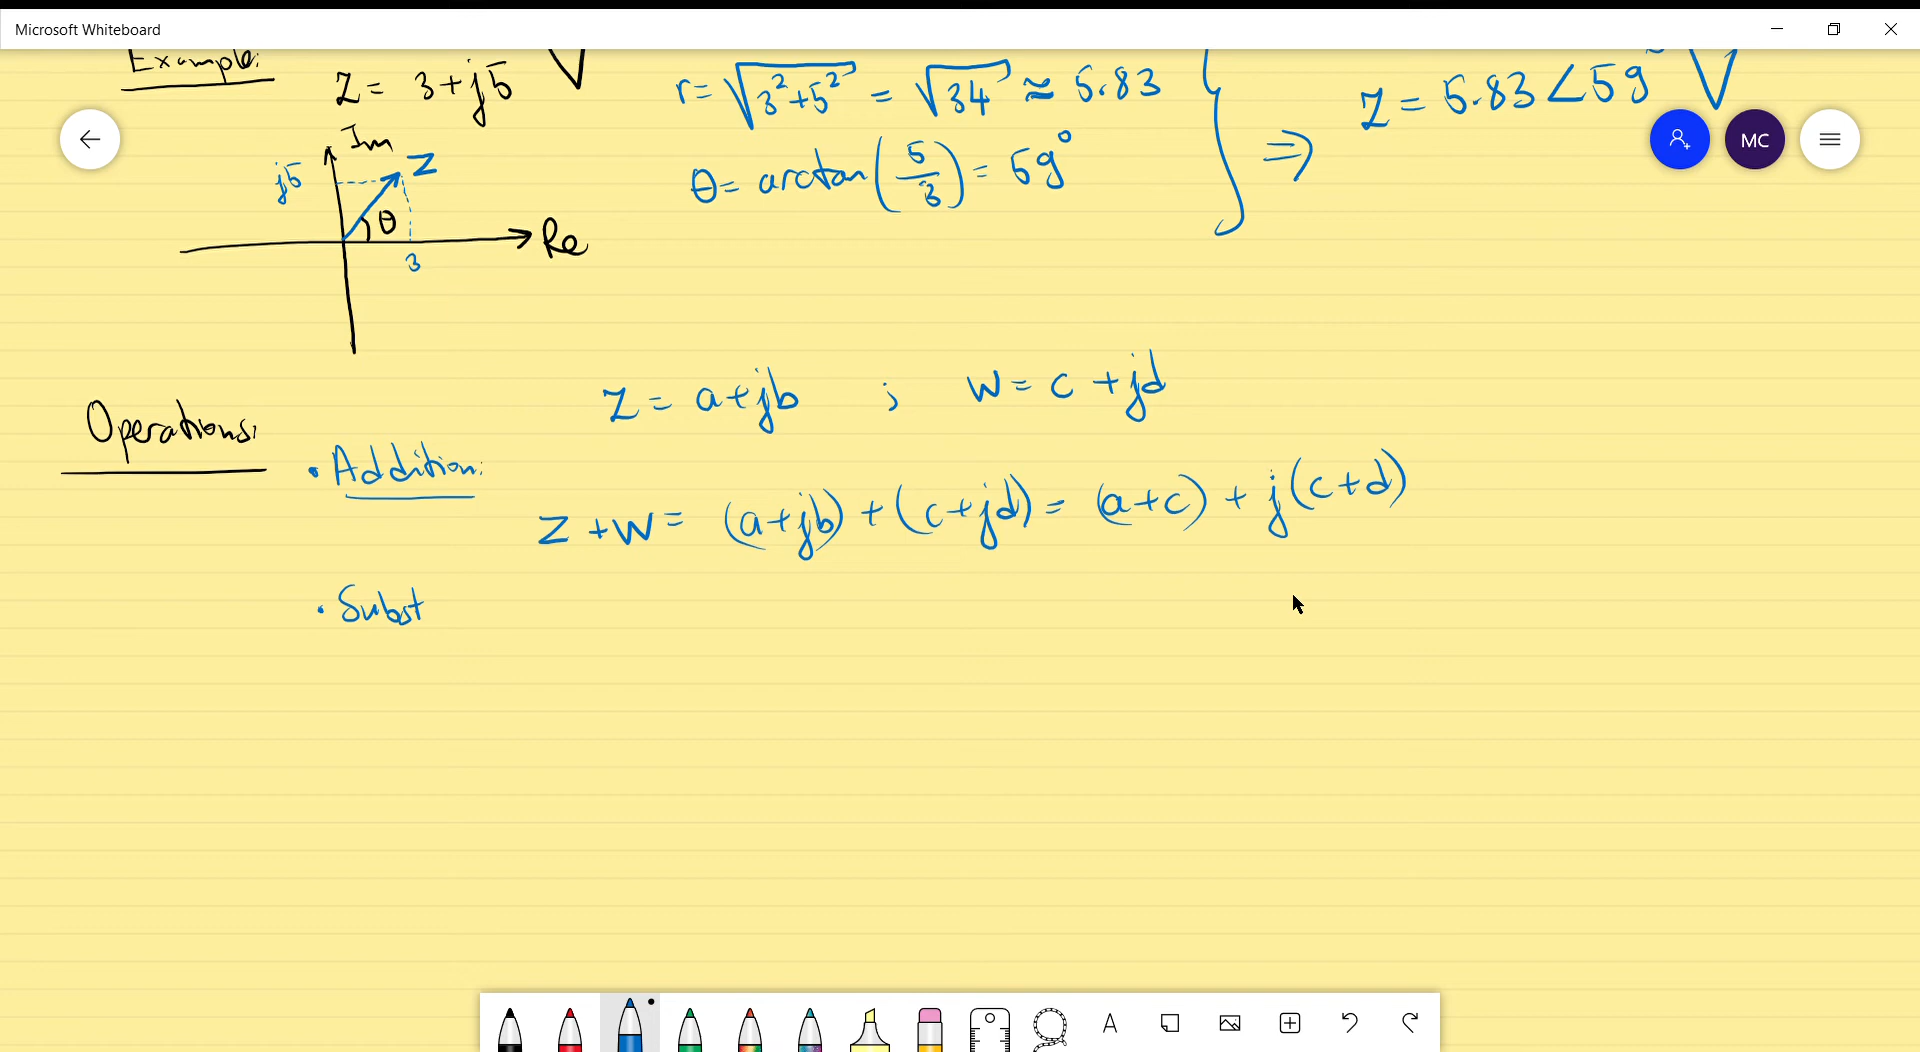 Microsoft Whiteboard
Example:
Z = 3+j5
r = √(3²+5²) = √34 ≈ 5.83
Z = 5.83 ∠59°
MC
Im
Z
j5
θ = arctan(5/3) = 59°
⇒
θ
Re
3
Z = a+jb ; W = C + jd
Operations:
• Addition:
Z + W = (a+jb) + (c+jd) = (a+c) + j(c+d)
• Subst
A